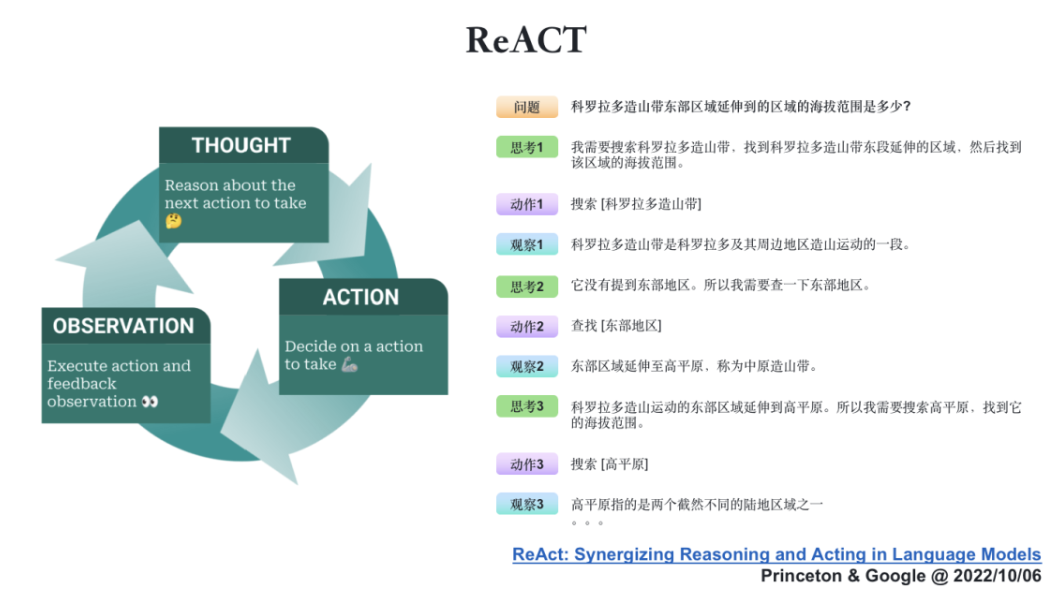 ReACT
THOUGHT
Reason about the
next action to take
🤔
ACTION
Decide on a action
to take 🦾
OBSERVATION
Execute action and
feedback
observation 👀
问题 科罗拉多造山带东部区域延伸到的区域的海拔范围是多少?
思考1 我需要搜索科罗拉多造山带，找到科罗拉多造山带东段延伸的区域，然后找到
该区域的海拔范围。
动作1 搜索 [科罗拉多造山带]
观察1 科罗拉多造山带是科罗拉多及其周边地区造山运动的一段。
思考2 它没有提到东部地区。所以我需要查一下东部地区。
动作2 查找 [东部地区]
观察2 东部区域延伸至高平原，称为中原造山带。
思考3 科罗拉多造山运动的东部区域延伸到高平原。所以我需要搜索高平原，找到它
的海拔范围。
动作3 搜索 [高平原]
观察3 高平原指的是两个截然不同的陆地区域之一
。。。
ReAct: Synergizing Reasoning and Acting in Language Models
Princeton & Google @ 2022/10/06